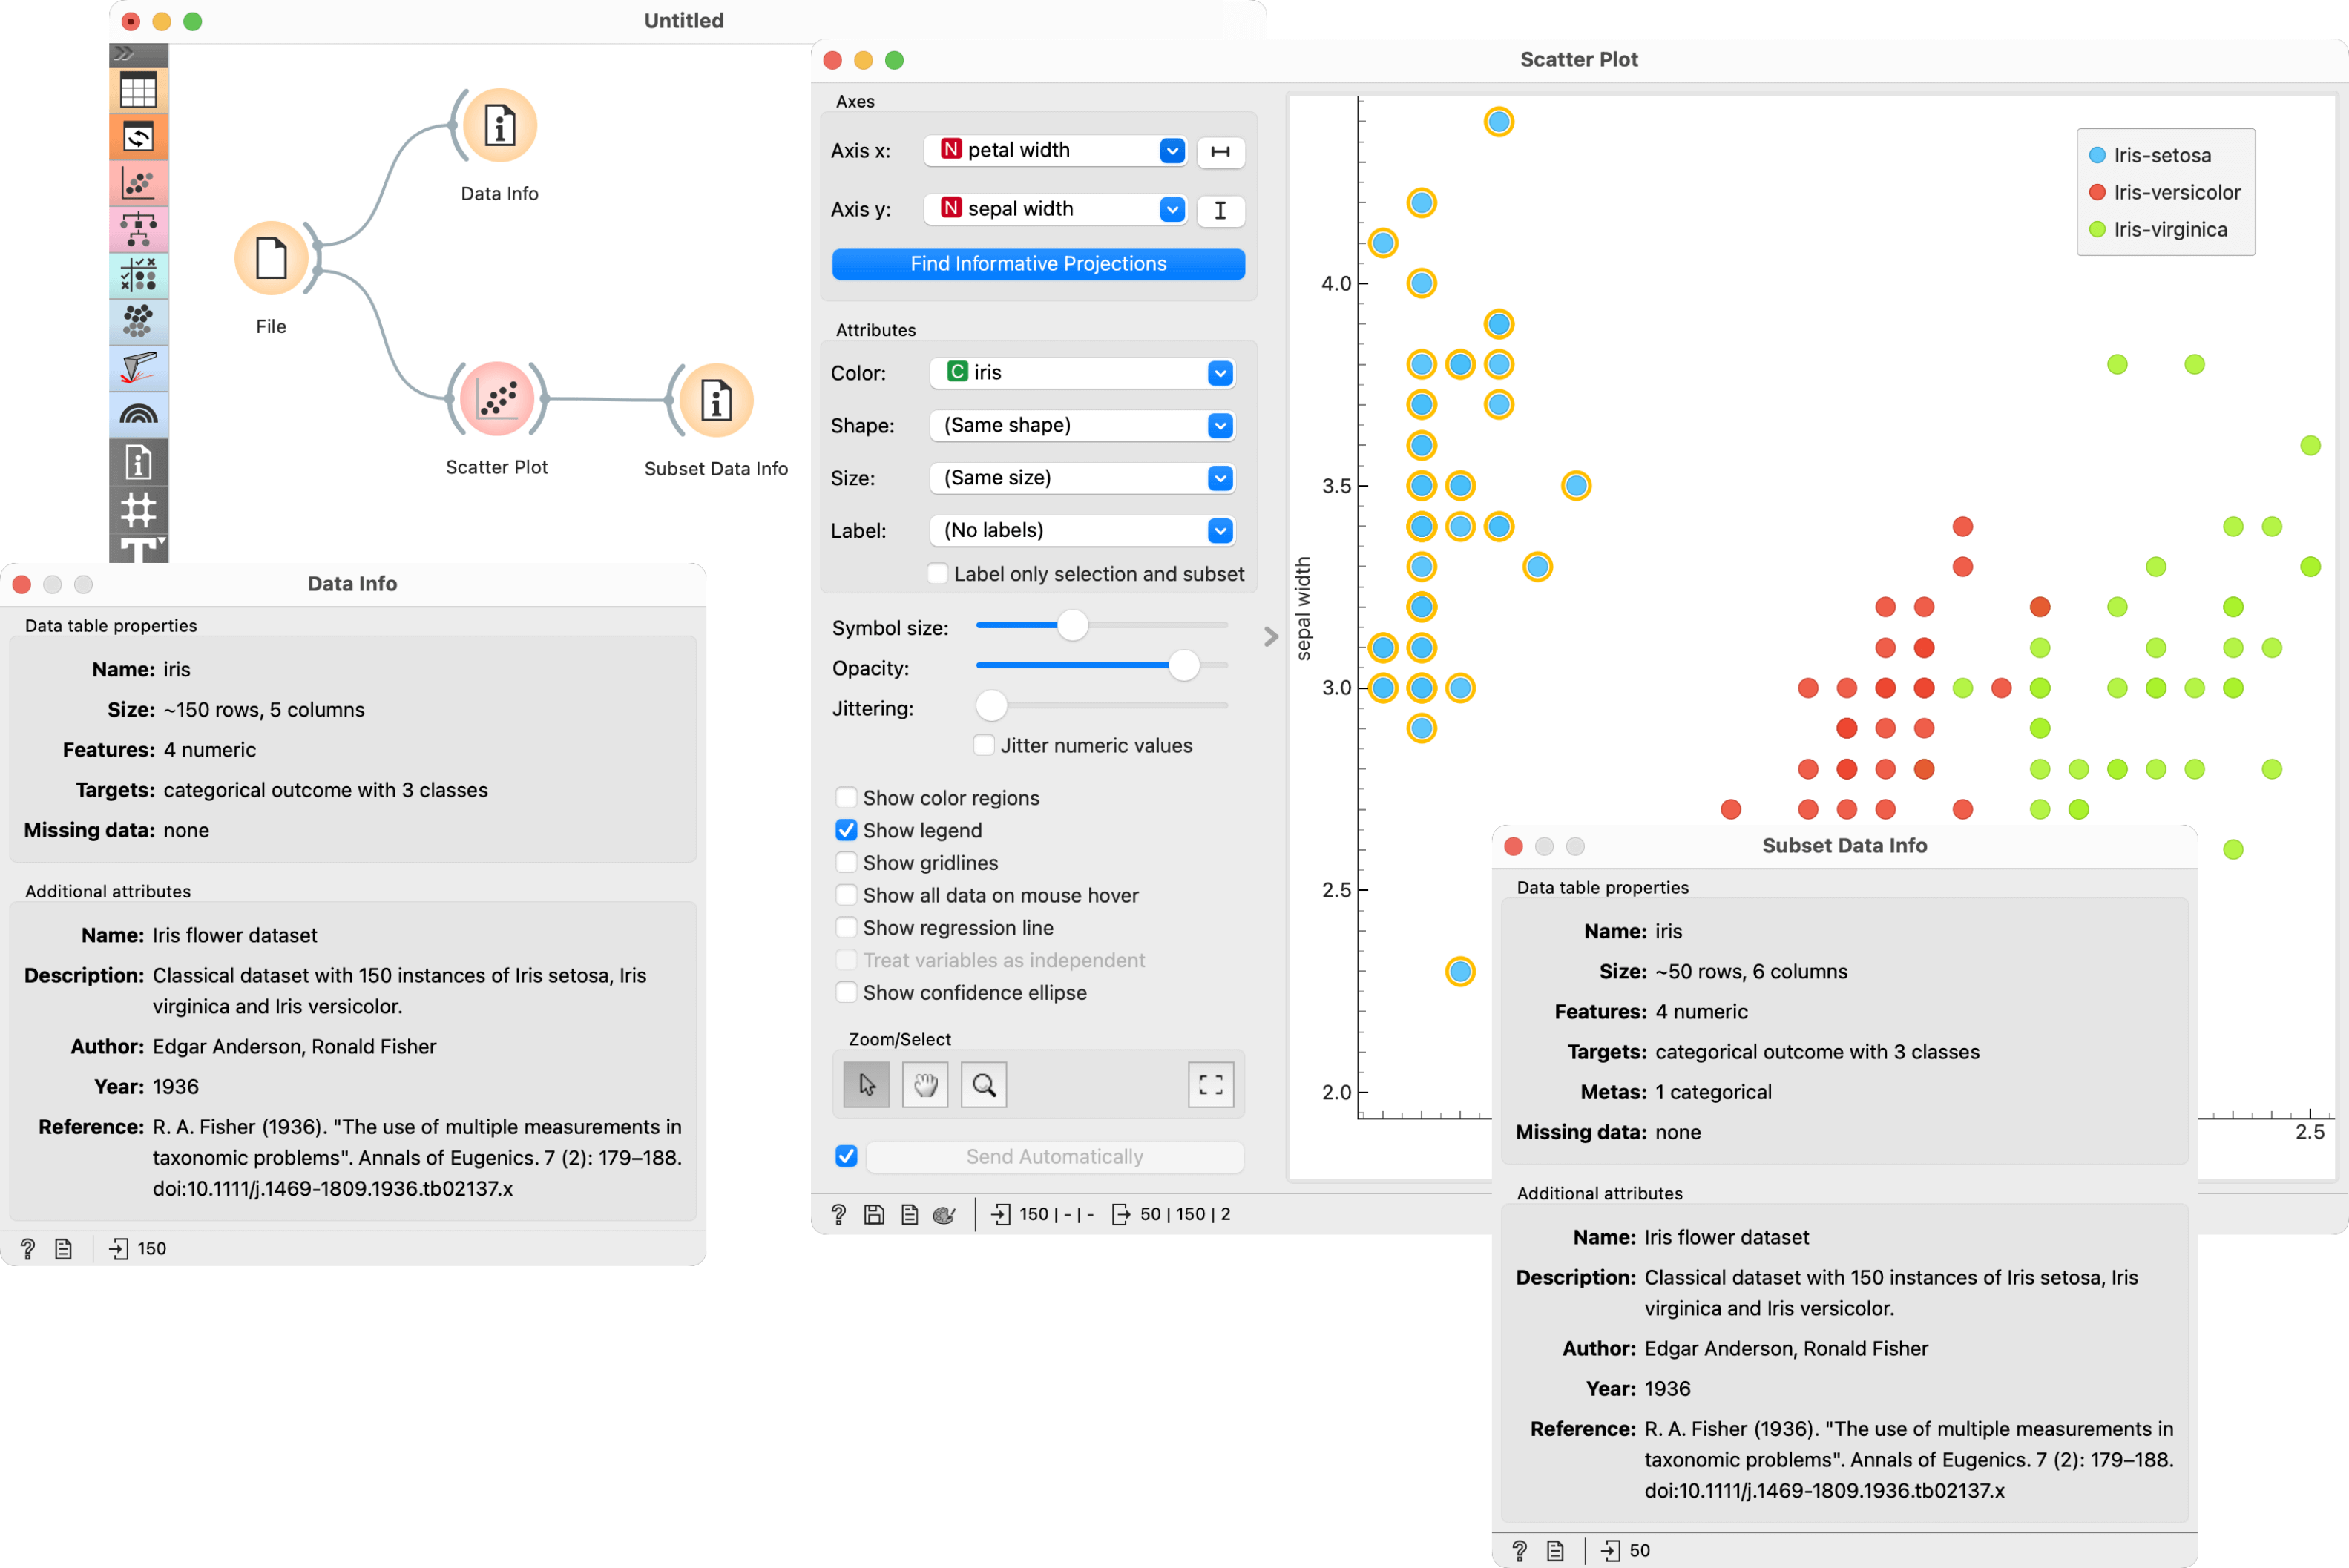 Untitled
Data Info
File
Scatter Plot
Subset Data Info
Scatter Plot
Axes
Axis x: N petal width
Axis y: N sepal width
Find Informative Projections
Attributes
Color: C iris
Shape: (Same shape)
Size: (Same size)
Label: (No labels)
Label only selection and subset
Symbol size:
Opacity:
Jittering:
Jitter numeric values
Show color regions
Show legend
Show gridlines
Show all data on mouse hover
Show regression line
Treat variables as independent
Show confidence ellipse
Zoom/Select
Send Automatically
? 150 | - | - 50 | 150 | 2
Iris-setosa
Iris-versicolor
Iris-virginica
4.0
3.5
3.0
2.5
2.0
sepal width
2.5
Data Info
Data table properties
Name: iris
Size: ~150 rows, 5 columns
Features: 4 numeric
Targets: categorical outcome with 3 classes
Missing data: none
Additional attributes
Name: Iris flower dataset
Description: Classical dataset with 150 instances of Iris setosa, Iris
virginica and Iris versicolor.
Author: Edgar Anderson, Ronald Fisher
Year: 1936
Reference: R. A. Fisher (1936). "The use of multiple measurements in
taxonomic problems". Annals of Eugenics. 7 (2): 179–188.
doi:10.1111/j.1469-1809.1936.tb02137.x
? 150
Subset Data Info
Data table properties
Name: iris
Size: ~50 rows, 6 columns
Features: 4 numeric
Targets: categorical outcome with 3 classes
Metas: 1 categorical
Missing data: none
Additional attributes
Name: Iris flower dataset
Description: Classical dataset with 150 instances of Iris setosa, Iris
virginica and Iris versicolor.
Author: Edgar Anderson, Ronald Fisher
Year: 1936
Reference: R. A. Fisher (1936). "The use of multiple measurements in
taxonomic problems". Annals of Eugenics. 7 (2): 179–188.
doi:10.1111/j.1469-1809.1936.tb02137.x
? 50